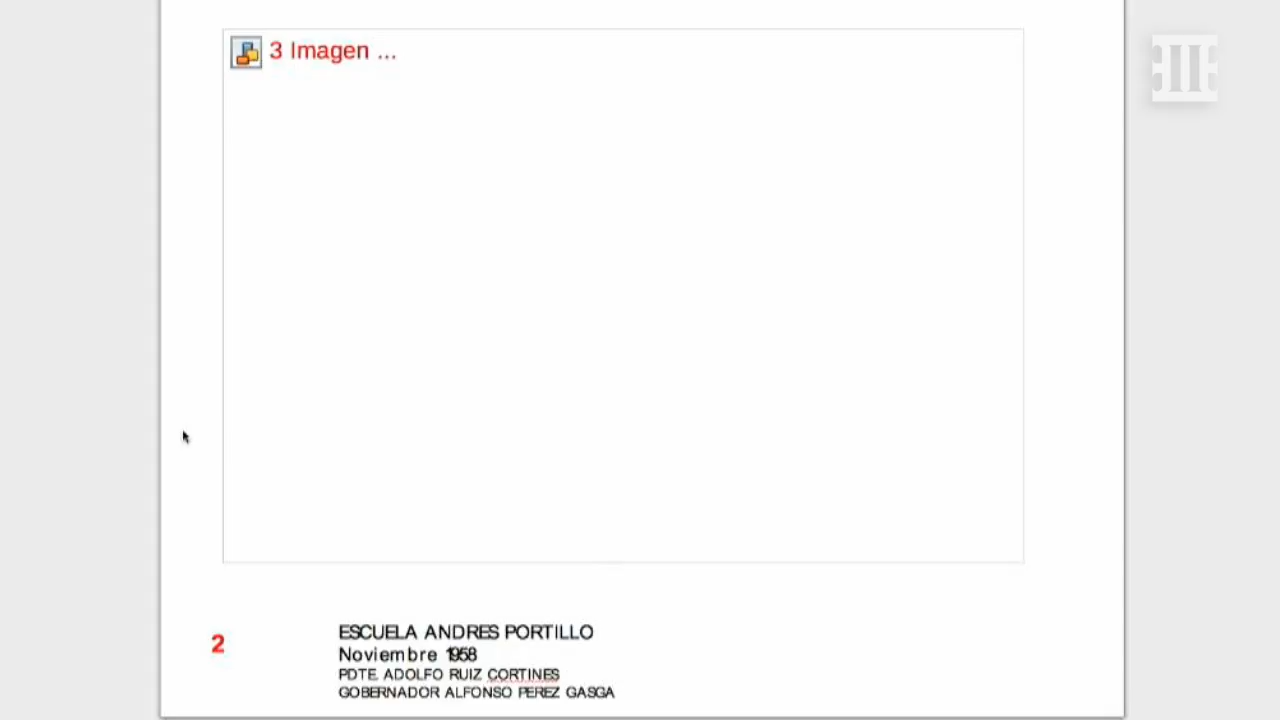 3 Imagen ...
2
ESCUELA ANDRES PORTILLO
Noviembre 1958
PDTE. ADOLFO RUIZ CORTINES
GOBERNADOR ALFONSO PEREZ GASGA